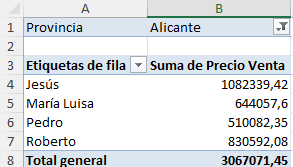 A B
1 Provincia Alicante
2
3 Etiquetas de fila Suma de Precio Venta
4 Jesús 1082339,42
5 María Luisa 644057,6
6 Pedro 510082,35
7 Roberto 830592,08
8 Total general 3067071,45